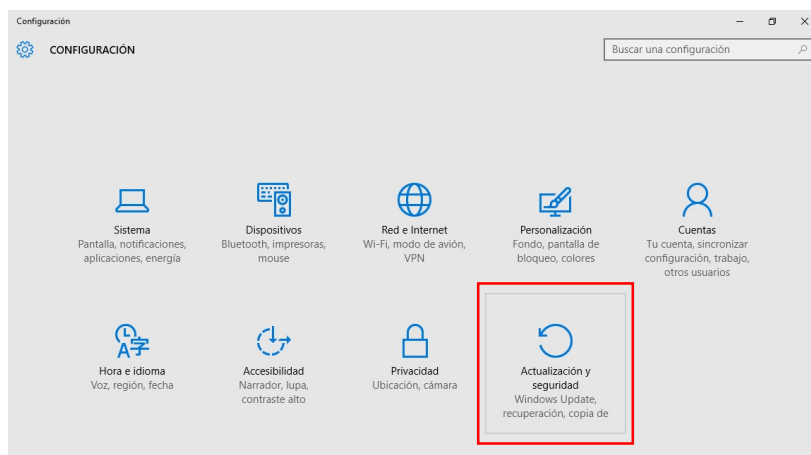 Configuración
CONFIGURACIÓN
Buscar una configuración
Sistema
Pantalla, notificaciones,
aplicaciones, energía
Dispositivos
Bluetooth, impresoras,
mouse
Red e Internet
Wi-Fi, modo de avión,
VPN
Personalización
Fondo, pantalla de
bloqueo, colores
Cuentas
Tu cuenta, sincronizar
configuración, trabajo,
otros usuarios
A字
Hora e idioma
Voz, región, fecha
Accesibilidad
Narrador, lupa,
contraste alto
Privacidad
Ubicación, cámara
Actualización y
seguridad
Windows Update,
recuperación, copia de